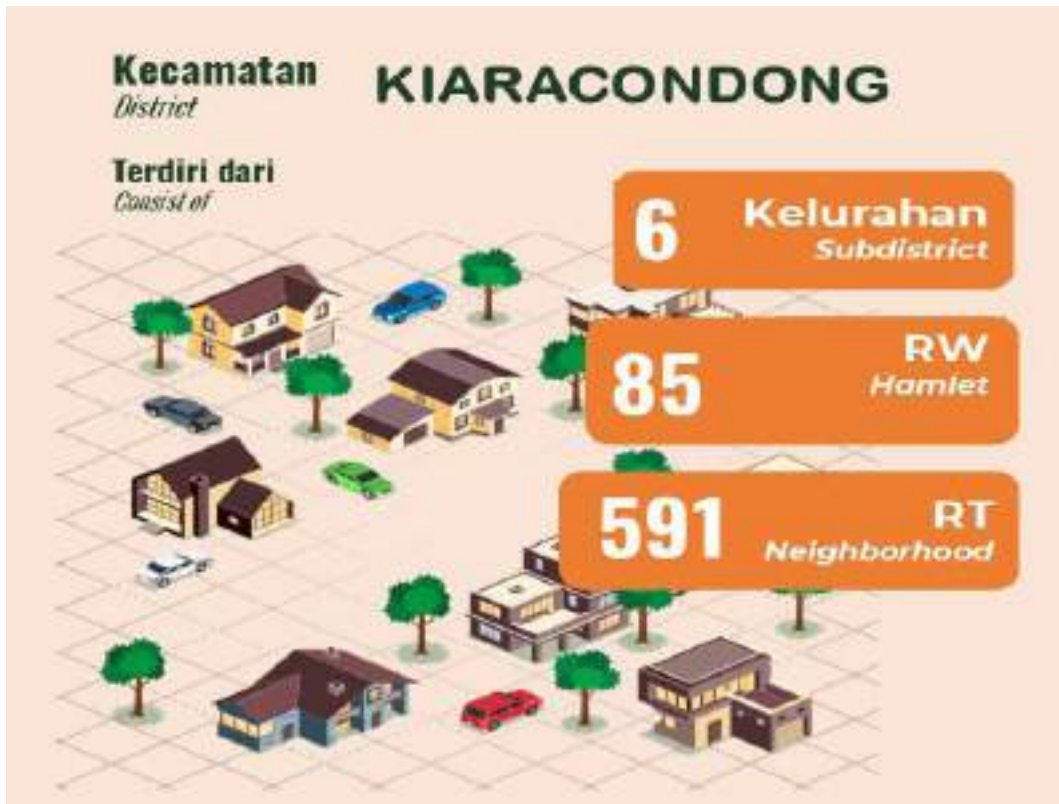 Kecamatan
District
KIARACONDONG
Terdiri dari
Consist of
6 Kelurahan
Subdistrict
85 RW
Hamlet
591 RT
Neighborhood